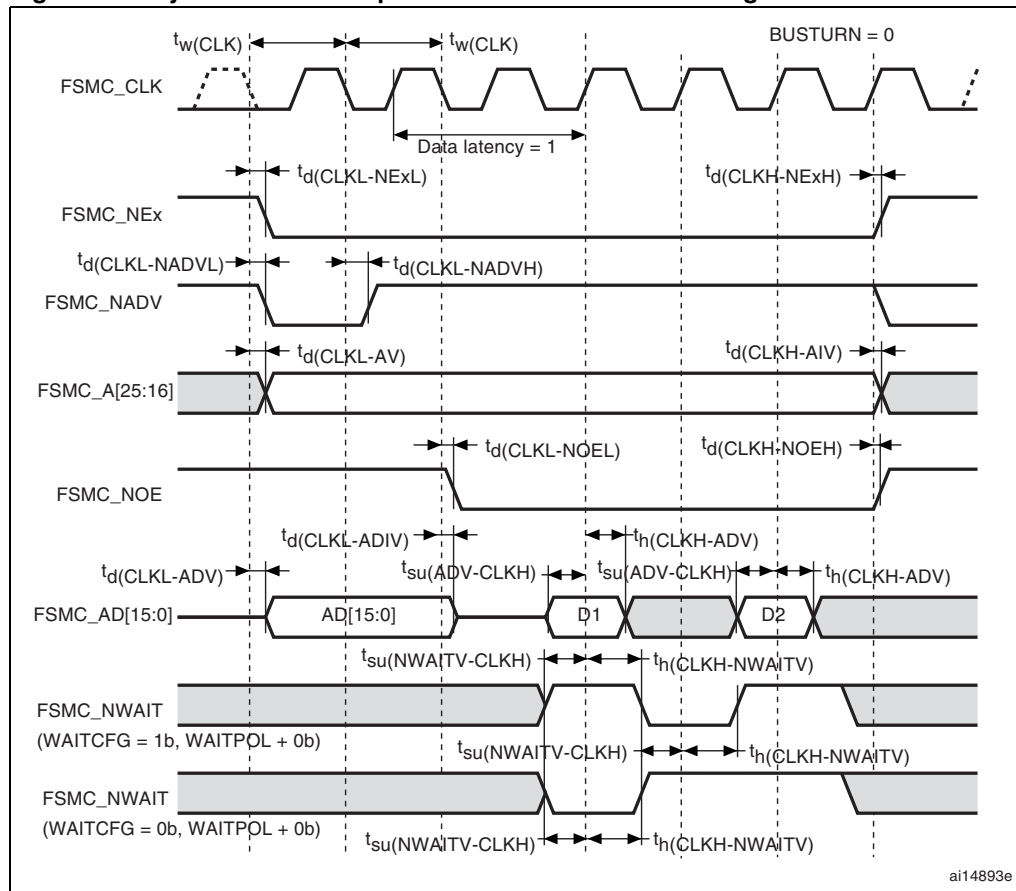 BUSTURN = 0
tw(CLK) tw(CLK)
FSMC_CLK
Data latency = 1
td(CLKL-NExL) td(CLKH-NExH)
FSMC_NEx
td(CLKL-NADVL) td(CLKL-NADVH)
FSMC_NADV
td(CLKL-AV) td(CLKH-AIV)
FSMC_A[25:16]
td(CLKL-NOEL) td(CLKH-NOEH)
FSMC_NOE
td(CLKL-ADIV) th(CLKH-ADV)
td(CLKL-ADV) tsu(ADV-CLKH) tsu(ADV-CLKH) th(CLKH-ADV)
FSMC_AD[15:0] AD[15:0] D1 D2
tsu(NWAITV-CLKH) th(CLKH-NWAITV)
FSMC_NWAIT
(WAITCFG = 1b, WAITPOL + 0b)
tsu(NWAITV-CLKH) th(CLKH-NWAITV)
FSMC_NWAIT
(WAITCFG = 0b, WAITPOL + 0b)
tsu(NWAITV-CLKH) th(CLKH-NWAITV)
ai14893e